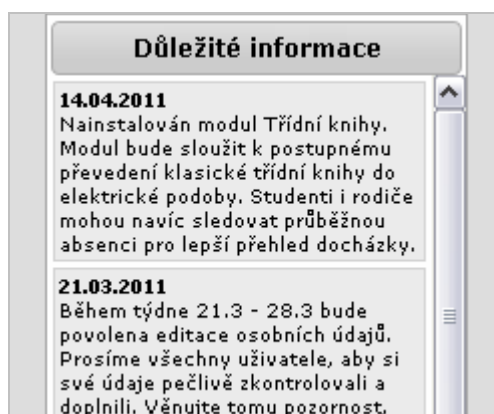 Důležité informace
14.04.2011
Nainstalován modul Třídní knihy.
Modul bude sloužit k postupnému
převedení klasické třídní knihy do
elektrické podoby. Studenti i rodiče
mohou navíc sledovat průběžnou
absenci pro lepší přehled docházky.
21.03.2011
Během týdne 21.3 - 28.3 bude
povolena editace osobních údajů.
Prosíme všechny uživatele, aby si
své údaje pečlivě zkontrolovali a
doplnili. Věnujte tomu pozornost,